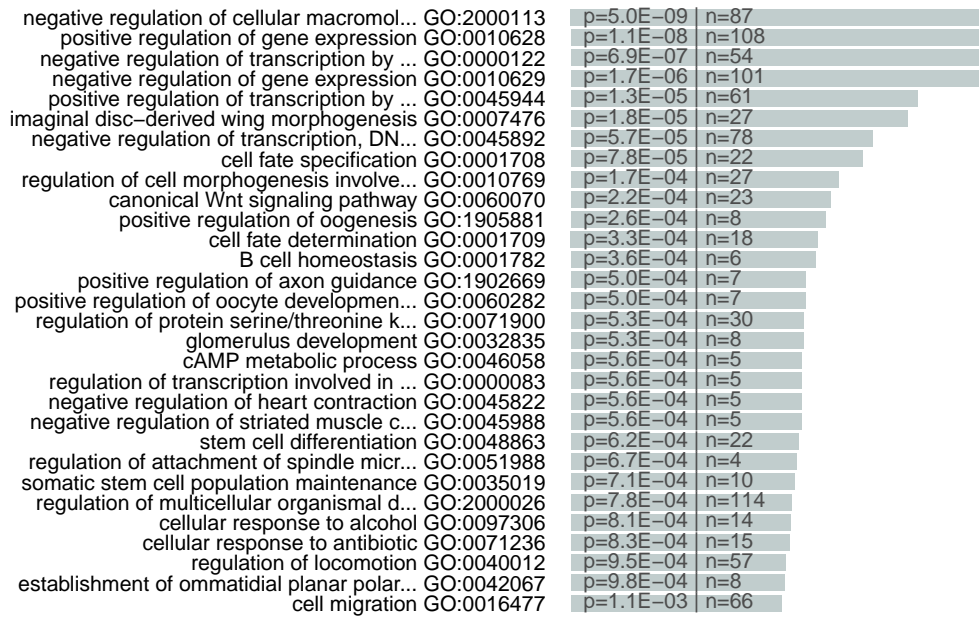 negative regulation of cellular macromol... GO:2000113 p=5.0E−09 | n=87
positive regulation of gene expression GO:0010628 p=1.1E−08 | n=108
negative regulation of transcription by ... GO:0000122 p=6.9E−07 | n=54
negative regulation of gene expression GO:0010629 p=1.7E−06 | n=101
positive regulation of transcription by ... GO:0045944 p=1.3E−05 | n=61
imaginal disc−derived wing morphogenesis GO:0007476 p=1.8E−05 | n=27
negative regulation of transcription, DN... GO:0045892 p=5.7E−05 | n=78
cell fate specification GO:0001708 p=7.8E−05 | n=22
regulation of cell morphogenesis involve... GO:0010769 p=1.7E−04 | n=27
canonical Wnt signaling pathway GO:0060070 p=2.2E−04 | n=23
positive regulation of oogenesis GO:1905881 p=2.6E−04 | n=8
cell fate determination GO:0001709 p=3.3E−04 | n=18
B cell homeostasis GO:0001782 p=3.6E−04 | n=6
positive regulation of axon guidance GO:1902669 p=5.0E−04 | n=7
positive regulation of oocyte developmen... GO:0060282 p=5.0E−04 | n=7
regulation of protein serine/threonine k... GO:0071900 p=5.3E−04 | n=30
glomerulus development GO:0032835 p=5.3E−04 | n=8
cAMP metabolic process GO:0046058 p=5.6E−04 | n=5
regulation of transcription involved in ... GO:0000083 p=5.6E−04 | n=5
negative regulation of heart contraction GO:0045822 p=5.6E−04 | n=5
negative regulation of striated muscle c... GO:0045988 p=5.6E−04 | n=5
stem cell differentiation GO:0048863 p=6.2E−04 | n=22
regulation of attachment of spindle micr... GO:0051988 p=6.7E−04 | n=4
somatic stem cell population maintenance GO:0035019 p=7.1E−04 | n=10
regulation of multicellular organismal d... GO:2000026 p=7.8E−04 | n=114
cellular response to alcohol GO:0097306 p=8.1E−04 | n=14
cellular response to antibiotic GO:0071236 p=8.3E−04 | n=15
regulation of locomotion GO:0040012 p=9.5E−04 | n=57
establishment of ommatidial planar polar... GO:0042067 p=9.8E−04 | n=8
cell migration GO:0016477 p=1.1E−03 | n=66